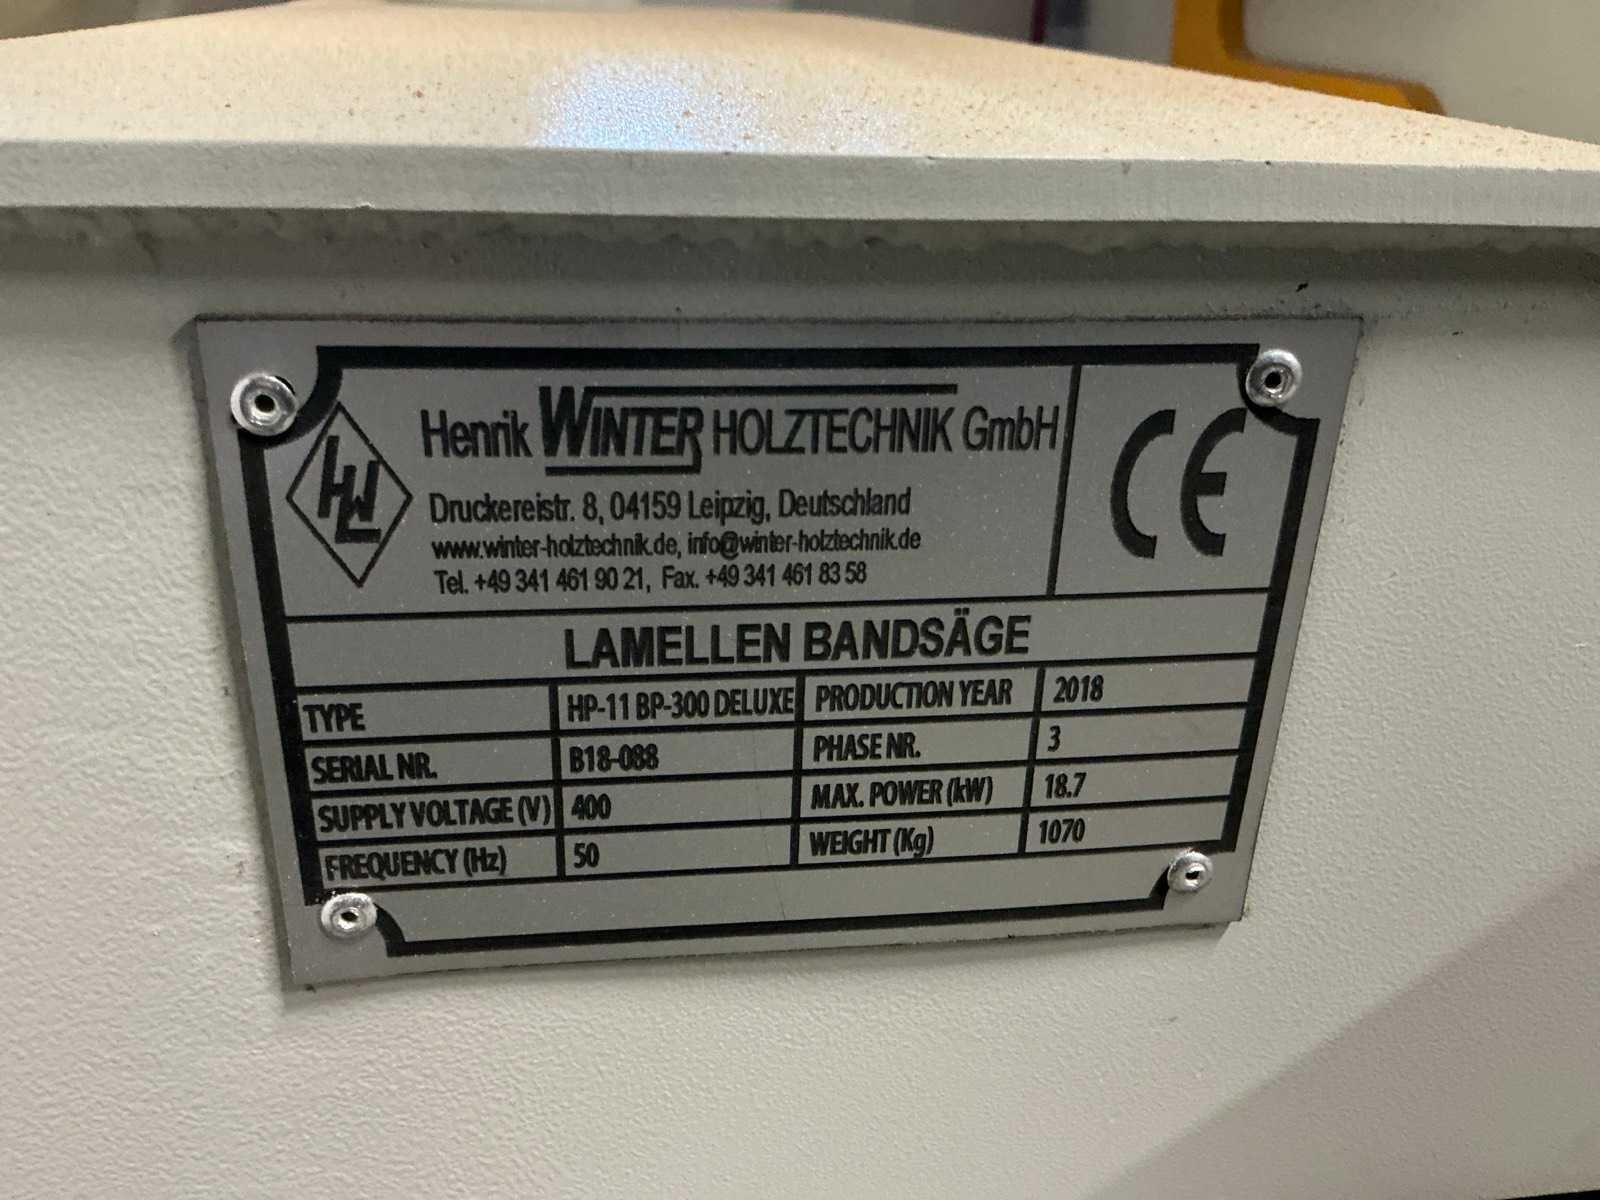 HWL
Henrik WINTER HOLZTECHNIK GmbH
CE
Druckereistr. 8, 04159 Leipzig, Deutschland
www.winter-holztechnik.de, info@winter-holztechnik.de
Tel. +49 341 461 90 21, Fax. +49 341 461 83 58
LAMELLEN BANDSÄGE
TYPE HP-11 BP-300 DELUXE PRODUCTION YEAR 2018
SERIAL NR. B18-088 PHASE NR. 3
SUPPLY VOLTAGE (V) 400 MAX. POWER (kW) 18.7
FREQUENCY (Hz) 50 WEIGHT (Kg) 1070